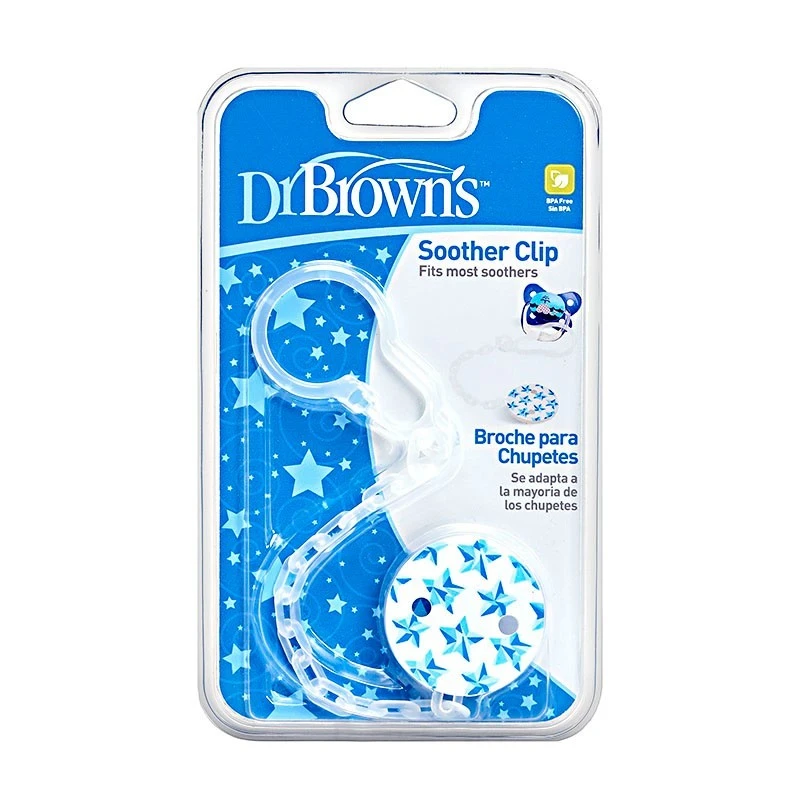 DrBrown's™
BPA Free
Sin BPA
Soother Clip
Fits most soothers
Broche para
Chupetes
Se adapta a
la mayoria de
los chupetes